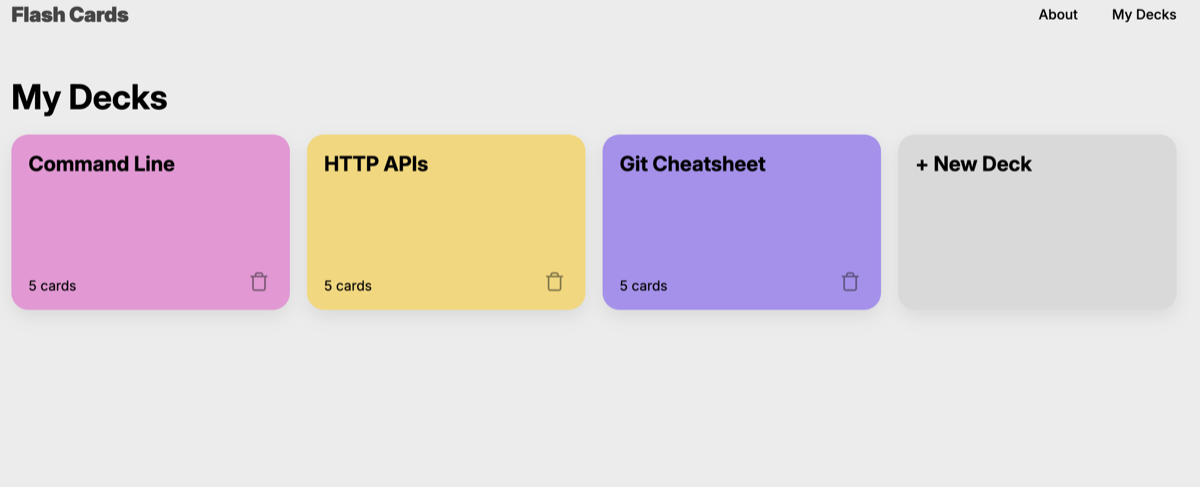 Flash Cards
About
My Decks
My Decks
Command Line
5 cards
HTTP APIs
5 cards
Git Cheatsheet
5 cards
+ New Deck